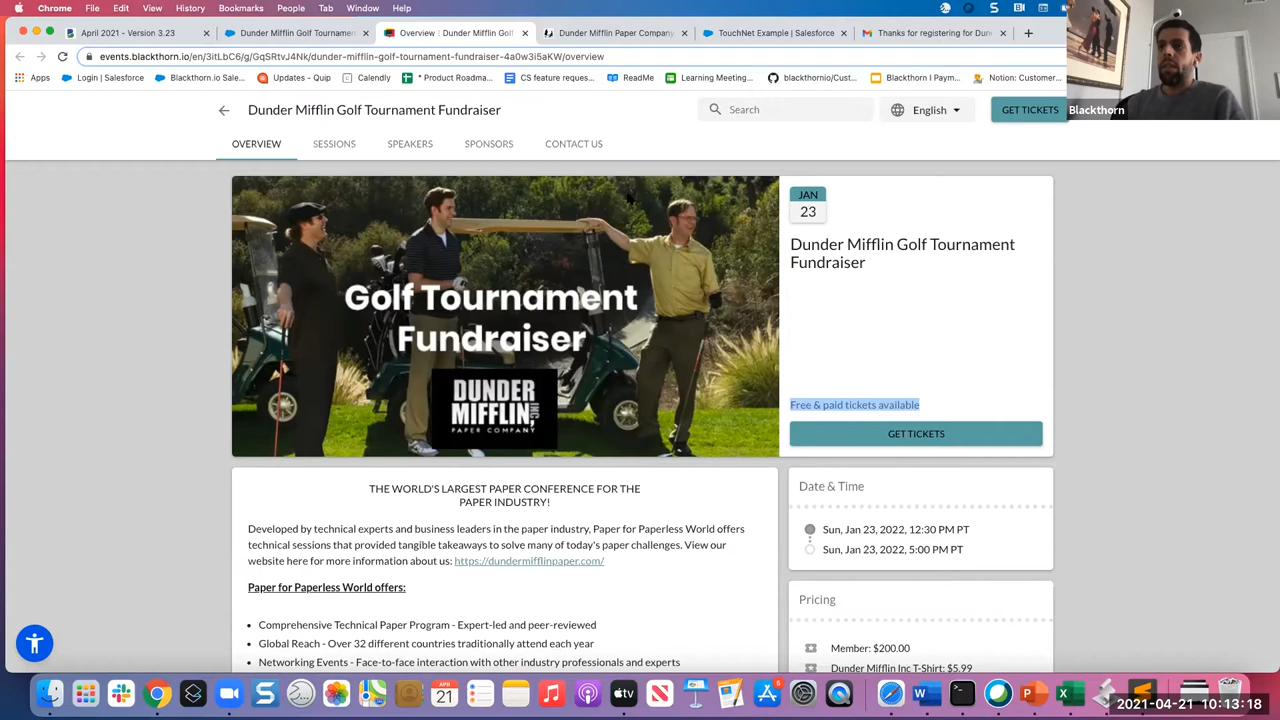 Chrome File Edit View History Bookmarks People Tab Window Help
April 2021 - Version 3.23
Dunder Mifflin Golf Tournamen
Overview : Dunder Mifflin Golf
Dunder Mifflin Paper Company,
TouchNet Example | Salesforce
Thanks for registering for Dun
events.blackthorn.io/en/3itLbC6/g/GqSRtvJ4Nk/dunder-mifflin-golf-tournament-fundraiser-4a0w3i5aKW/overview
Apps Login | Salesforce Blackthorn.io Sale... Updates - Quip Calendly * Product Roadma... CS feature reques... ReadMe Learning Meeting... blackthornio/Cust... Blackthorn I Paym... Notion: Customer...
Blackthorn
Dunder Mifflin Golf Tournament Fundraiser
Search
English
GET TICKETS
OVERVIEW SESSIONS SPEAKERS SPONSORS CONTACT US
Golf Tournament
Fundraiser
DUNDER
MIFFLIN INC
PAPER COMPANY
JAN
23
Dunder Mifflin Golf Tournament
Fundraiser
Free & paid tickets available
GET TICKETS
THE WORLD'S LARGEST PAPER CONFERENCE FOR THE
PAPER INDUSTRY!
Developed by technical experts and business leaders in the paper industry, Paper for Paperless World offers
technical sessions that provided tangible takeaways to solve many of today's paper challenges. View our
website here for more information about us: https://dundermifflinpaper.com/
Paper for Paperless World offers:
• Comprehensive Technical Paper Program - Expert-led and peer-reviewed
• Global Reach - Over 32 different countries traditionally attend each year
• Networking Events - Face-to-face interaction with other industry professionals and experts
Date & Time
Sun, Jan 23, 2022, 12:30 PM PT
Sun, Jan 23, 2022, 5:00 PM PT
Pricing
Member: $200.00
Dunder Mifflin Inc T-Shirt: $5.99
APR
21
2021-04-21 10:13:18